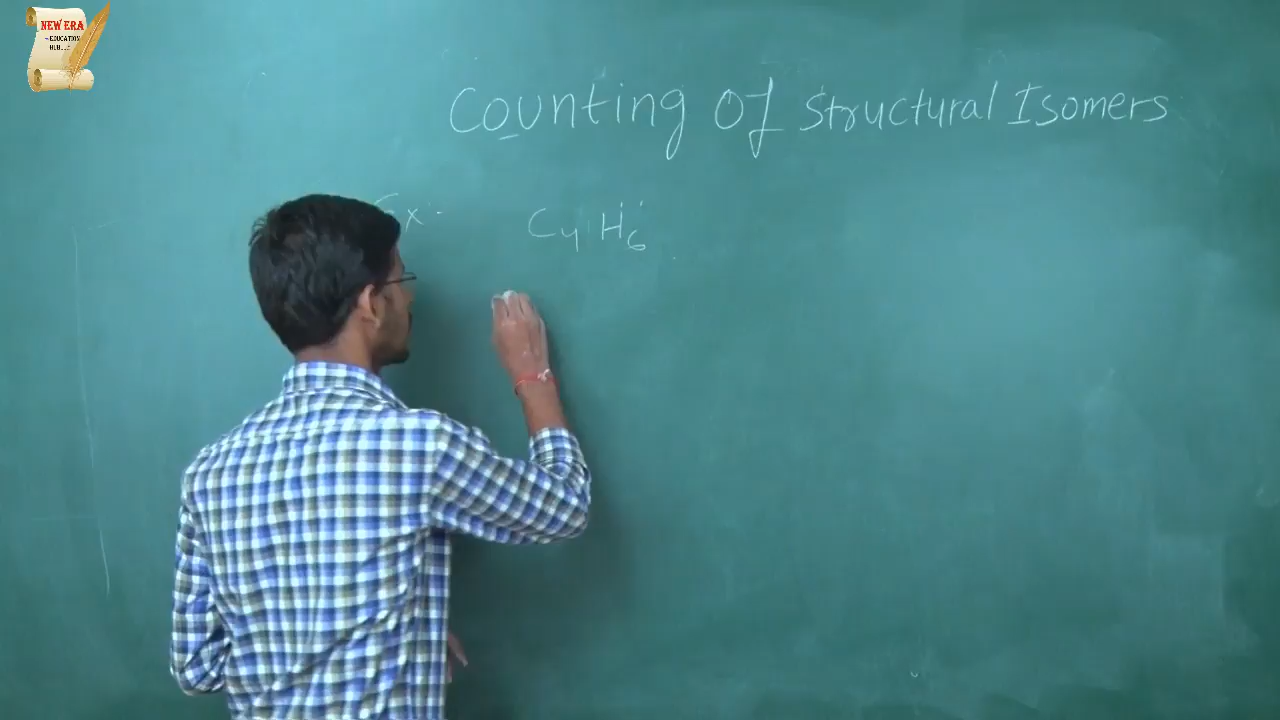 NEW ERA
EDUCATION
HUB...
Counting Of Structural Isomers
Ex:- C4H6